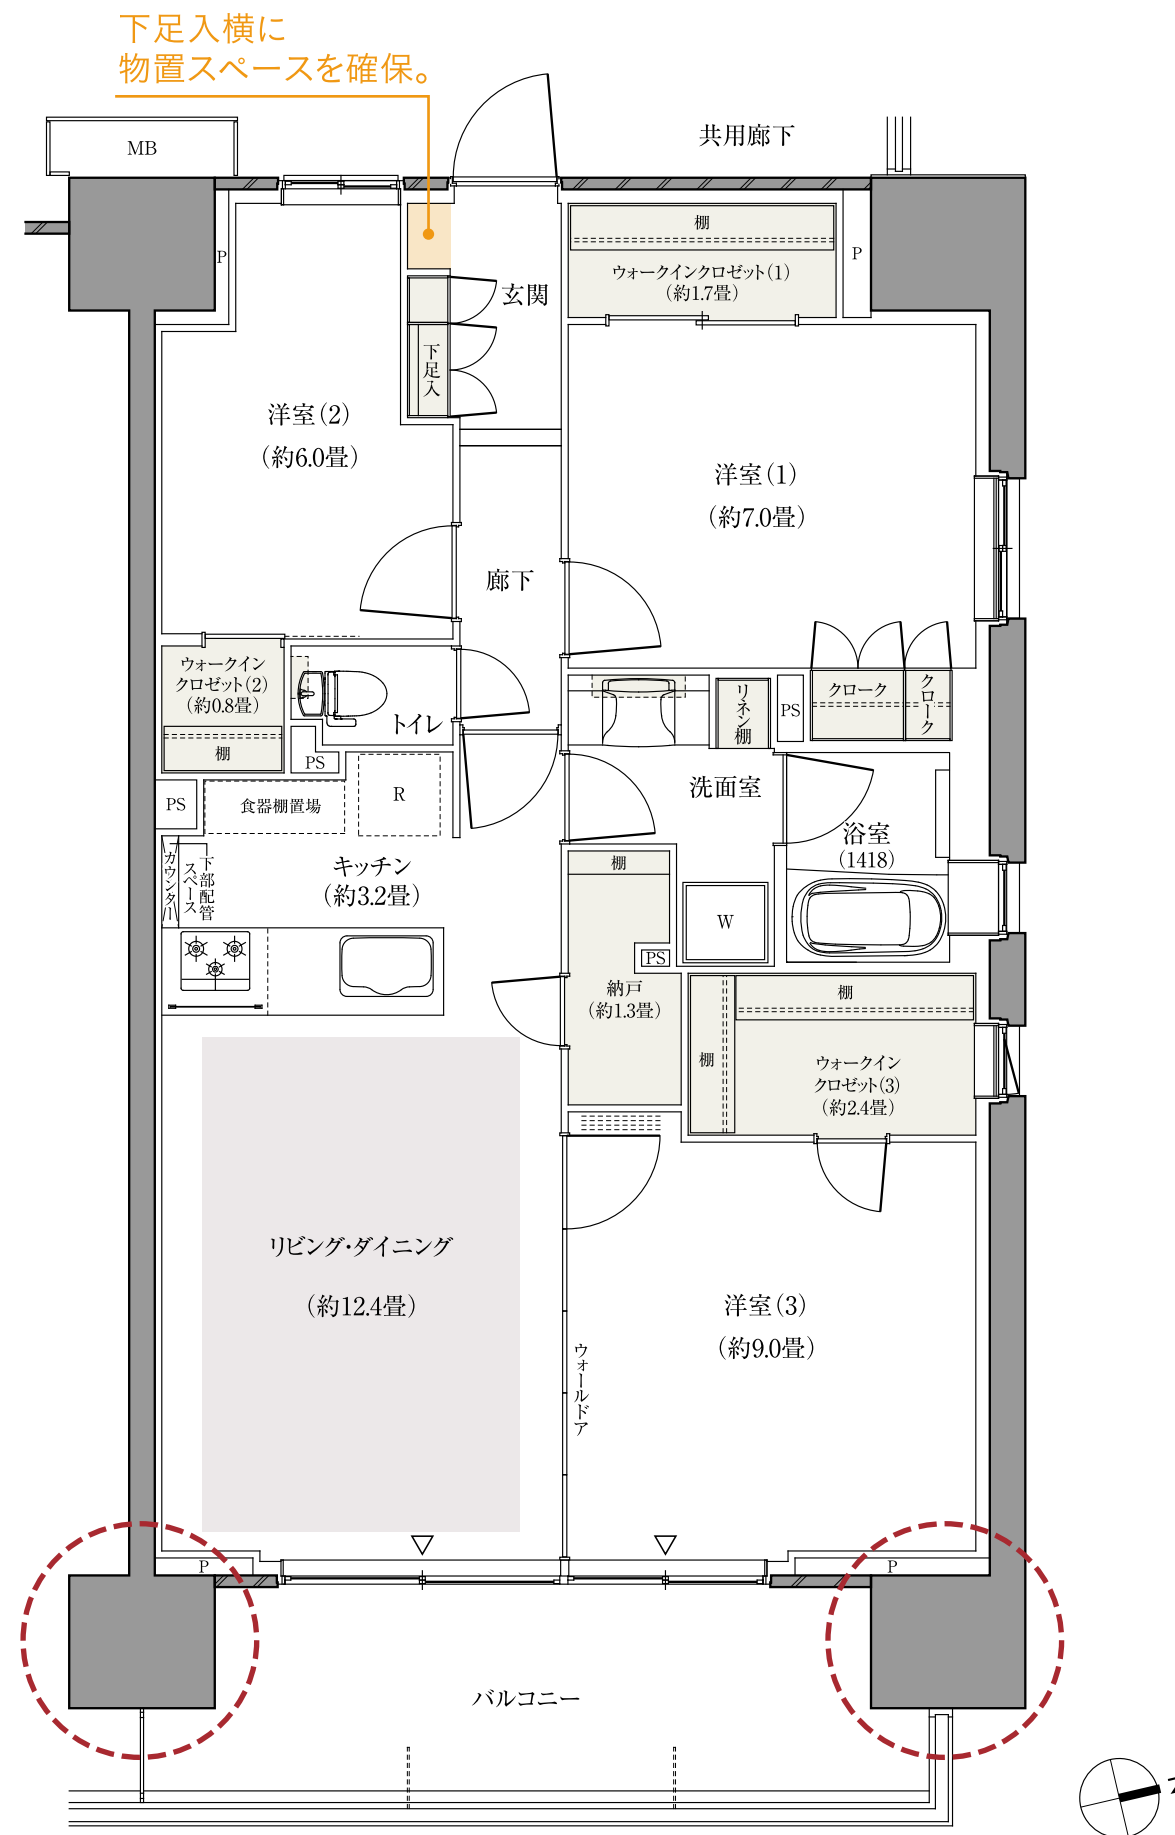 下足入横に
物置スペースを確保。
共用廊下
MB
P
棚
ウォークインクロゼット(1)
(約1.7畳)
P
玄関
下足入
洋室(2)
(約6.0畳)
洋室(1)
(約7.0畳)
廊下
ウォークイン
クロゼット(2)
(約0.8畳)
棚
トイレ
PS
リネン棚
PS
クローク
クローク
PS
食器棚置場
R
洗面室
浴室
(1418)
カウンター
下部配管
スペース
キッチン
(約3.2畳)
棚
W
PS
納戸
(約1.3畳)
棚
棚
ウォークイン
クロゼット(3)
(約2.4畳)
リビング・ダイニング
(約12.4畳)
洋室(3)
(約9.0畳)
ウォールドア
P
P
バルコニー